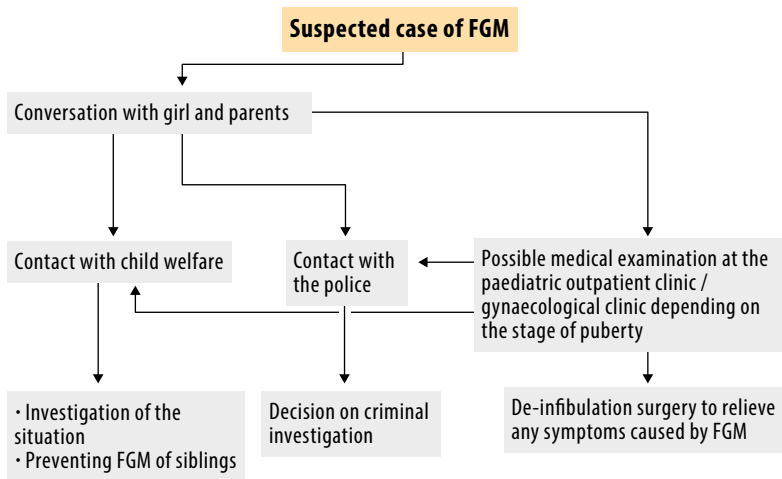 Suspected case of FGM
Conversation with girl and parents
Contact with child welfare
Contact with
the police
Possible medical examination at the
paediatric outpatient clinic /
gynaecological clinic depending on
the stage of puberty
· Investigation of the
situation
· Preventing FGM of siblings
Decision on criminal
investigation
De-infibulation surgery to relieve
any symptoms caused by FGM